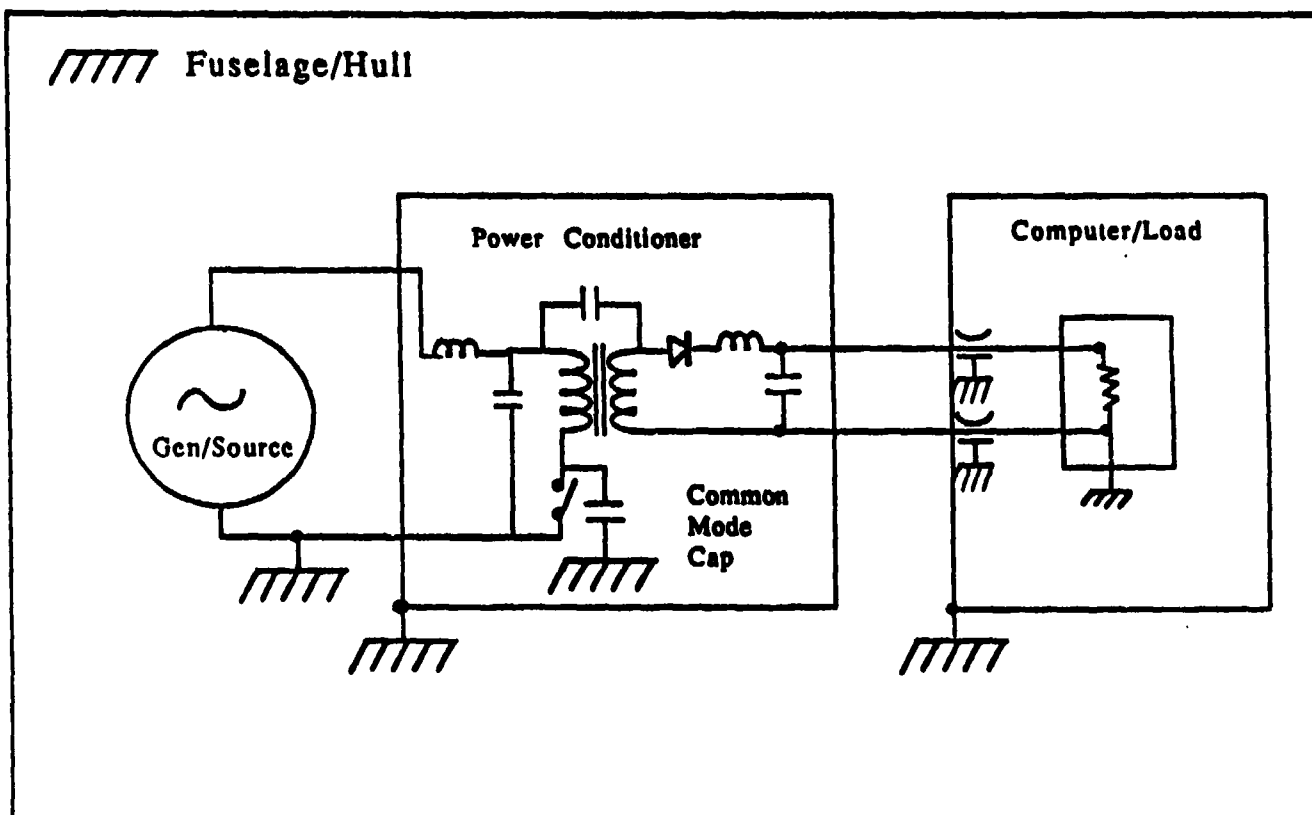 Fuselage/Hull
Power Conditioner
Computer/Load
Gen/Source
Common
Mode
Cap